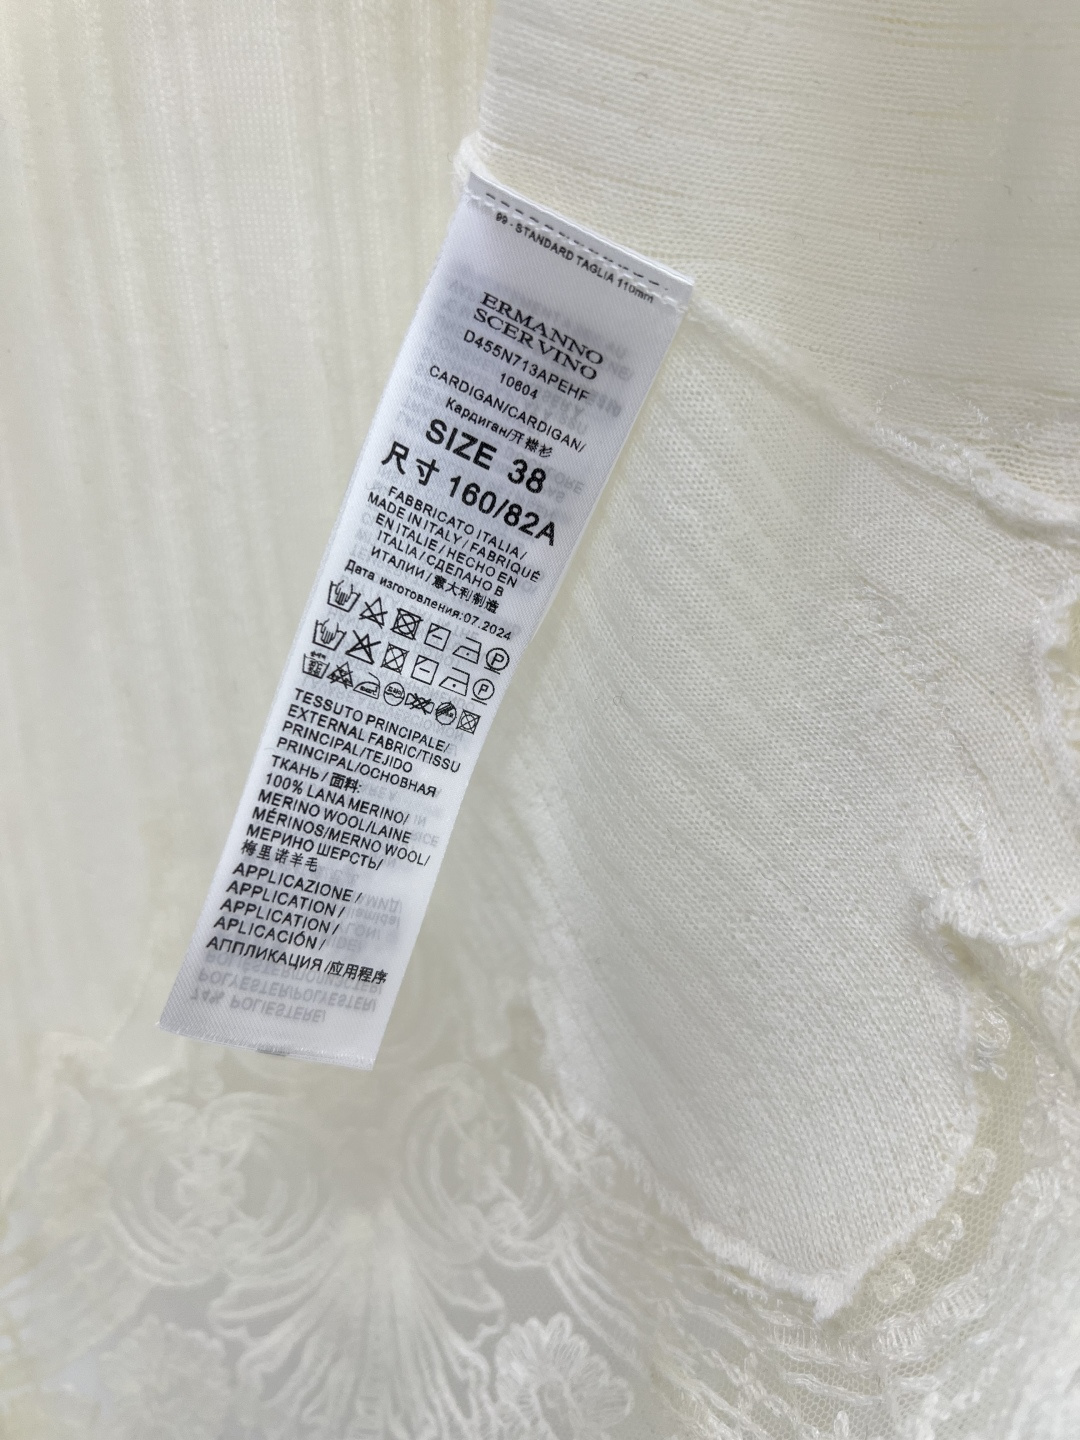 99 - STANDARD TAGLIA 110mm
ERMANNO
SCERVINO
D455N713APEHF
10604
CARDIGAN/CARDIGAN/
Кардиган/开襟衫
SIZE 38
尺寸 160/82A
FABBRICATO ITALIA/
MADE IN ITALY / FABRIQUÉ
EN ITALIE / HECHO EN
ITALIA / СДЕЛАНО В
ИТАЛИИ / 意大利制造
Дата изготовления:07.2024
P
P
TESSUTO PRINCIPALE/
EXTERNAL FABRIC/TISSU
PRINCIPAL/TEJIDO
PRINCIPAL/ОСНОВНАЯ
ТКАНЬ / 面料:
100% LANA MERINO/
MERINO WOOL/LAINE
MÉRINOS/MERNO WOOL/
МЕРИНО ШЕРСТЬ/
梅里诺羊毛
APPLICAZIONE /
APPLICATION /
APPLICATION /
APLICACIÓN /
АППЛИКАЦИЯ /应用程序
POLYESTER/POLYESTER/
74% POLIESTERE/